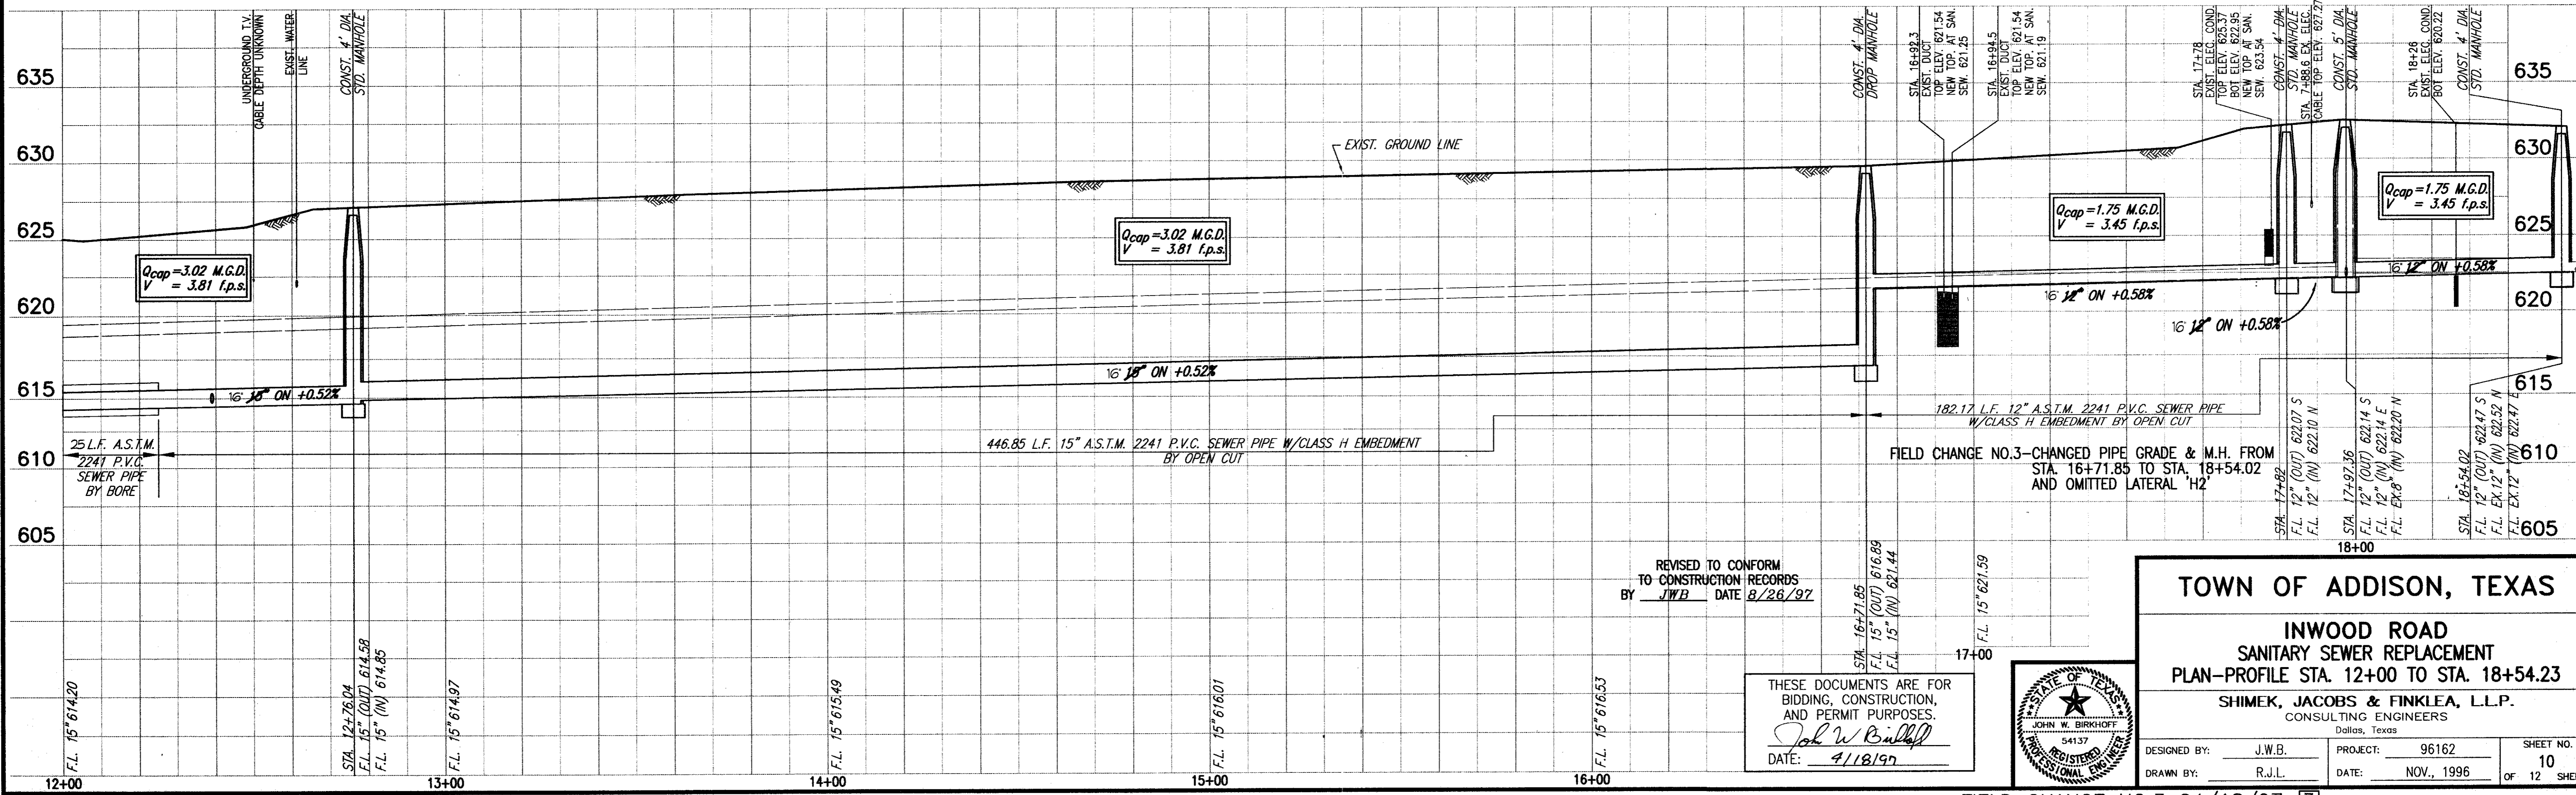 635
630
625
620
615
610
605
UNDERGROUND T.V.
CABLE DEPTH UNKNOWN
EXIST. WATER
LINE
CONST. 4' DIA.
STD. MANHOLE
CONST. 4' DIA.
DROP MANHOLE
STA. 16+92.3
EXIST. DUCT
TOP ELEV. 621.54
NEW TOP. AT SAN.
SEW. 621.25
STA. 16+94.5
EXIST. DUCT
TOP ELEV. 621.54
NEW TOP. AT SAN.
SEW. 621.19
STA. 17+78
EXIST. ELEC. COND.
TOP ELEV. 625.37
BOT ELEV. 622.95
NEW TOP AT SAN.
SEW. 623.54
CONST. 4' DIA.
STD. MANHOLE
STA. 7+88.6 EX. ELEC.
CABLE TOP ELEV. 627.27
CONST. 5' DIA.
STD. MANHOLE
STA. 18+26
EXIST. ELEC. COND.
BOT ELEV. 620.22
CONST. 4' DIA.
STD. MANHOLE
635
630
625
620
615
610
605
EXIST. GROUND LINE
Qcap =3.02 M.G.D.
V = 3.81 f.p.s.
Qcap =3.02 M.G.D.
V = 3.81 f.p.s.
Qcap =1.75 M.G.D.
V = 3.45 f.p.s.
Qcap =1.75 M.G.D.
V = 3.45 f.p.s.
16" 15" ON +0.52%
16" 15" ON +0.52%
16" 12" ON +0.58%
16" 12" ON +0.58%
16" 12" ON +0.58%
25 L.F. A.S.T.M.
2241 P.V.C.
SEWER PIPE
BY BORE
446.85 L.F. 15" A.S.T.M. 2241 P.V.C. SEWER PIPE W/CLASS H EMBEDMENT
BY OPEN CUT
182.17 L.F. 12" A.S.T.M. 2241 P.V.C. SEWER PIPE
W/CLASS H EMBEDMENT BY OPEN CUT
FIELD CHANGE NO.3-CHANGED PIPE GRADE & M.H. FROM
STA. 16+71.85 TO STA. 18+54.02
AND OMITTED LATERAL 'H2'
STA. 17+82
F.L. 12" (OUT) 622.07 S
F.L. 12" (IN) 622.10 N
STA. 17+97.36
F.L. 12" (OUT) 622.14 S
F.L. 12" (IN) 622.14 E
F.L. EX.8" (IN) 622.20 N
STA. 18+54.02
F.L. 12" (OUT) 622.47 S
F.L. EX.12" (IN) 622.52 N
F.L. EX.12" (IN) 622.47 E
18+00
REVISED TO CONFORM
TO CONSTRUCTION RECORDS
BY JWB DATE 8/26/97
F.L. 15" 614.20
STA. 12+76.04
F.L. 15" (OUT) 614.58
F.L. 15" (IN) 614.85
F.L. 15" 614.97
F.L. 15" 615.49
F.L. 15" 616.01
F.L. 15" 616.53
STA. 16+71.85
F.L. 15" (OUT) 616.89
F.L. 15" (IN) 621.44
F.L. 15" 621.59
12+00
13+00
14+00
15+00
16+00
17+00
THESE DOCUMENTS ARE FOR
BIDDING, CONSTRUCTION,
AND PERMIT PURPOSES.
John W Birkhoff
DATE: 4/18/97
STATE OF TEXAS
JOHN W. BIRKHOFF
54137
REGISTERED
PROFESSIONAL ENGINEER
TOWN OF ADDISON, TEXAS
INWOOD ROAD
SANITARY SEWER REPLACEMENT
PLAN-PROFILE STA. 12+00 TO STA. 18+54.23
SHIMEK, JACOBS & FINKLEA, L.L.P.
CONSULTING ENGINEERS
Dallas, Texas
DESIGNED BY: J.W.B.
PROJECT: 96162
SHEET NO.
10
DRAWN BY: R.J.L.
DATE: NOV., 1996
OF 12 SHE